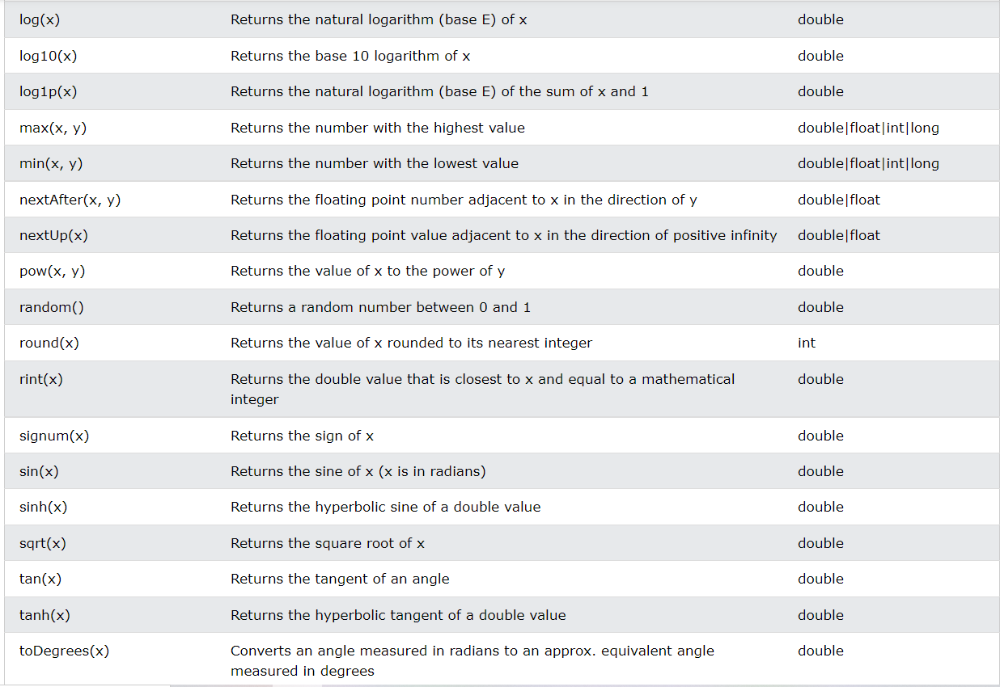 log(x) Returns the natural logarithm (base E) of x double
log10(x) Returns the base 10 logarithm of x double
log1p(x) Returns the natural logarithm (base E) of the sum of x and 1 double
max(x, y) Returns the number with the highest value double|float|int|long
min(x, y) Returns the number with the lowest value double|float|int|long
nextAfter(x, y) Returns the floating point number adjacent to x in the direction of y double|float
nextUp(x) Returns the floating point value adjacent to x in the direction of positive infinity double|float
pow(x, y) Returns the value of x to the power of y double
random() Returns a random number between 0 and 1 double
round(x) Returns the value of x rounded to its nearest integer int
rint(x) Returns the double value that is closest to x and equal to a mathematical double
integer
signum(x) Returns the sign of x double
sin(x) Returns the sine of x (x is in radians) double
sinh(x) Returns the hyperbolic sine of a double value double
sqrt(x) Returns the square root of x double
tan(x) Returns the tangent of an angle double
tanh(x) Returns the hyperbolic tangent of a double value double
toDegrees(x) Converts an angle measured in radians to an approx. equivalent angle double
measured in degrees